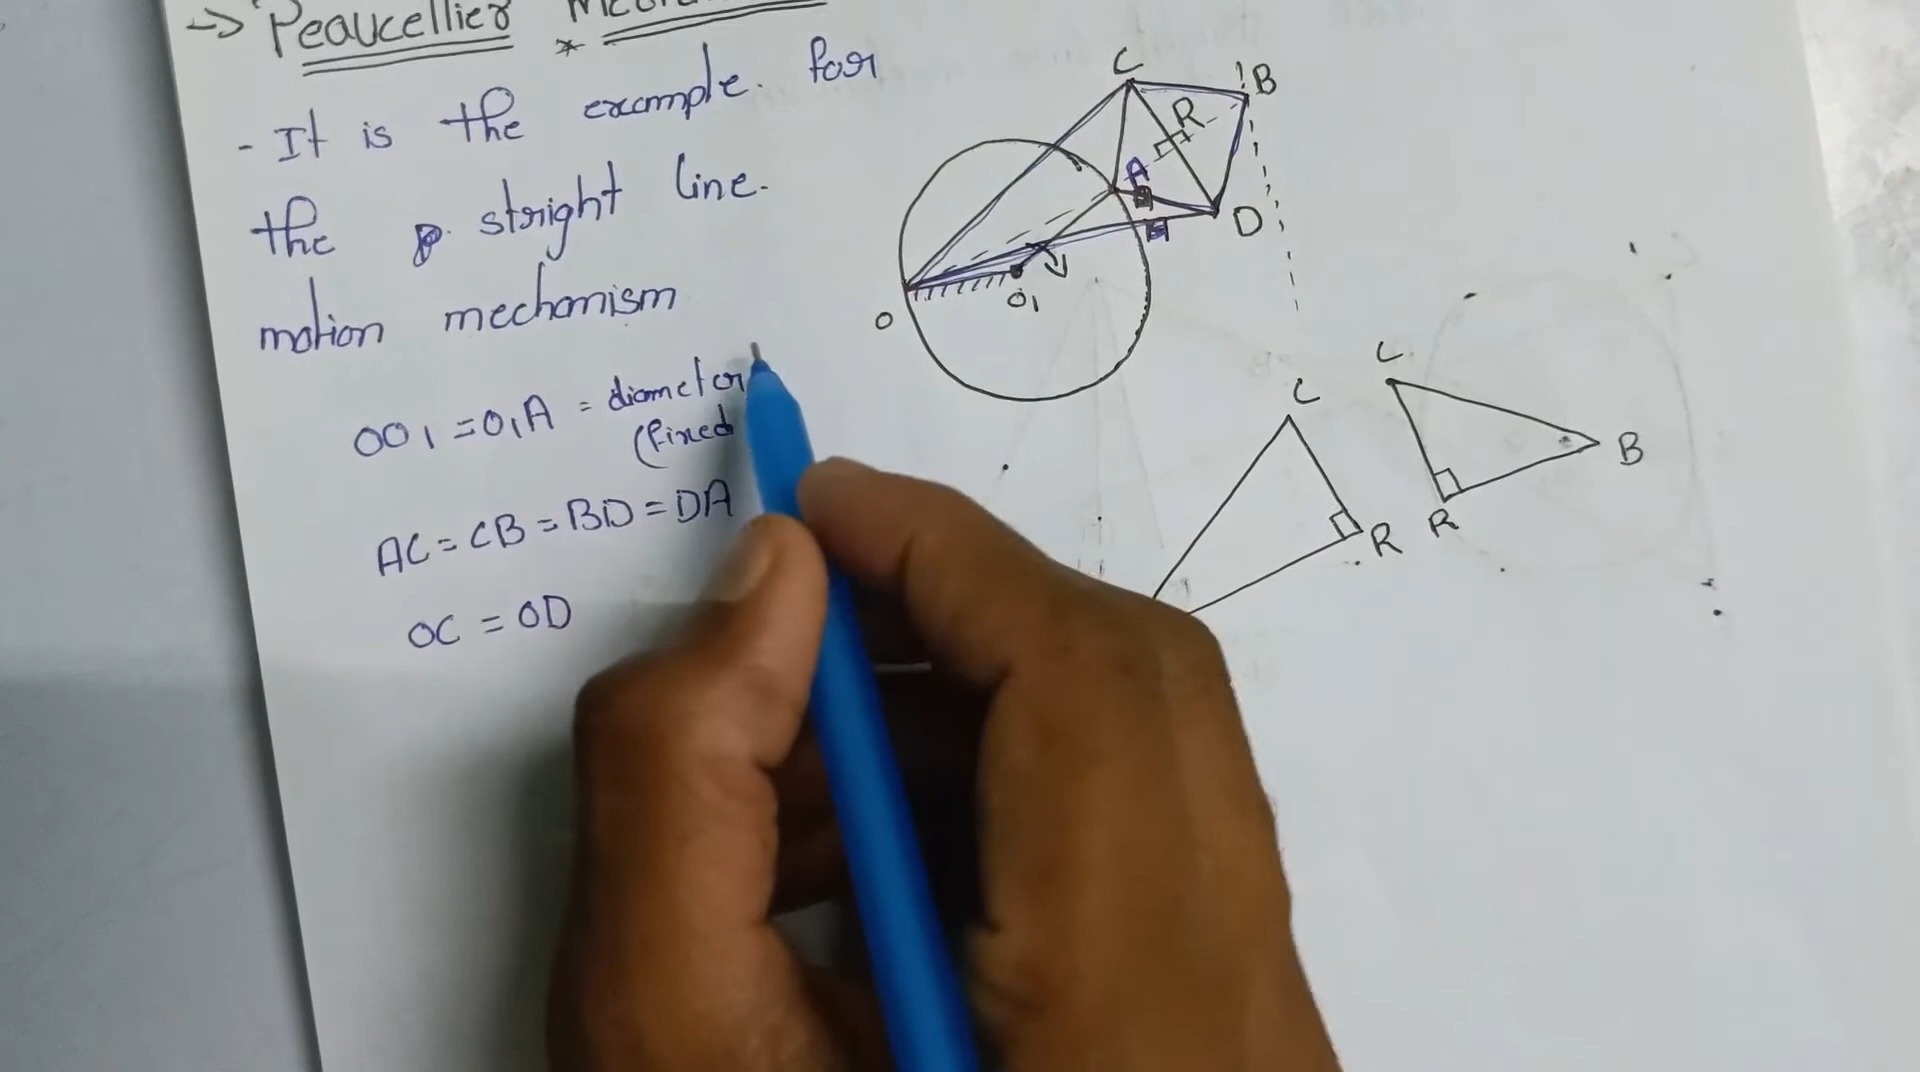 -> Peaucellier
- It is the example. for
the stright line.
motion mechanism
OO1 = O1A = diameter
(fixed
AC = CB = BD = DA
OC = OD
C
B
R
A
D
O
O1
C
R
C
B
R